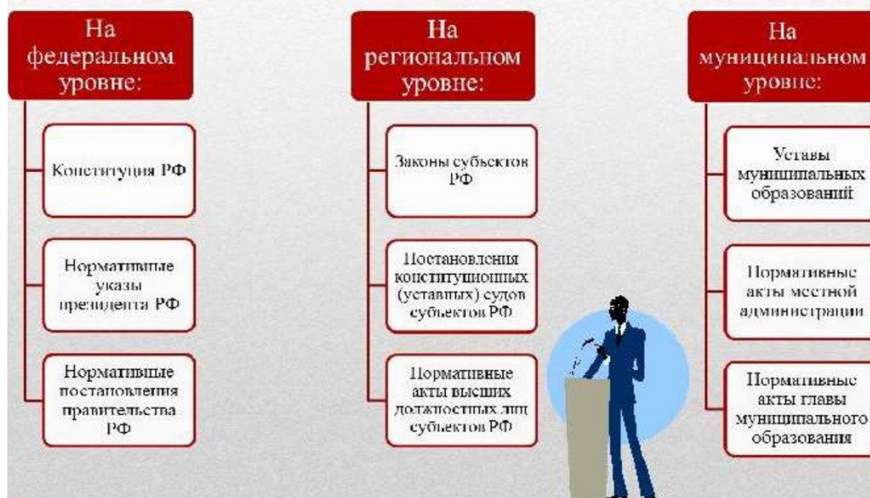 На
федеральном
уровне:
Конституция РФ
Нормативные
указы
президента РФ
Нормативные
постановления
правительства
РФ
На
региональном
уровне:
Законы субъектов
РФ
Постановления
конституционных
(уставных) судов
субъектов РФ
Нормативные
акты высших
должностных лиц
субъектов РФ
На
муниципальном
уровне:
Уставы
муниципальных
образований
Нормативные
акты местной
администрации
Нормативные
акты главы
муниципального
образования